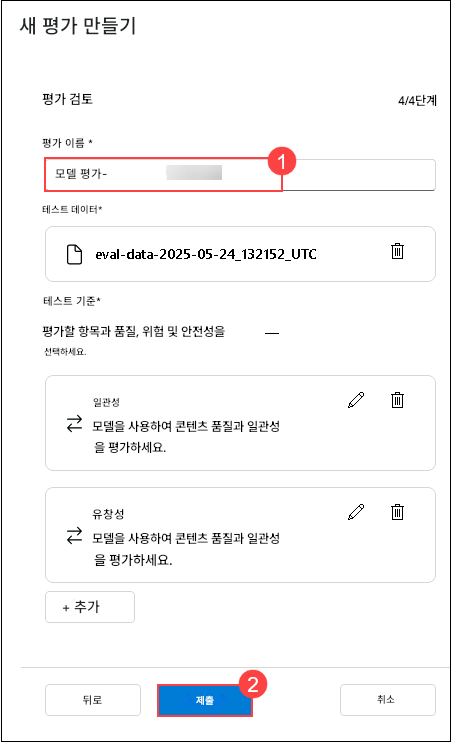 새 평가 만들기
평가 검토
4/4단계
평가 이름 *
1
모델 평가-
테스트 데이터*
eval-data-2025-05-24_132152_UTC
테스트 기준*
평가할 항목과 품질, 위험 및 안전성을
선택하세요.
일관성
모델을 사용하여 콘텐츠 품질과 일관성
을 평가하세요.
유창성
모델을 사용하여 콘텐츠 품질과 일관성
을 평가하세요.
+ 추가
2
뒤로
제출
취소